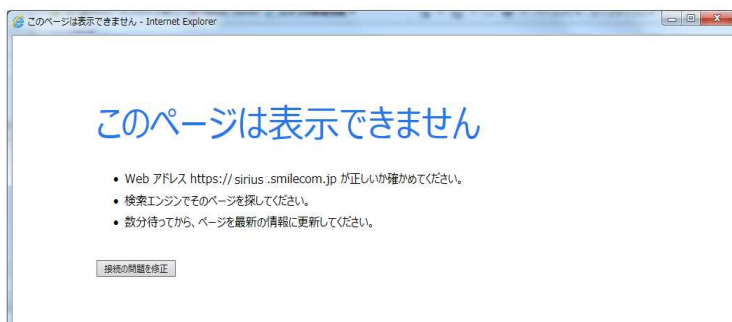 このページは表示できません - Internet Explorer
このページは表示できません
• Web アドレス https:// sirius .smilecom.jp が正しいか確かめてください。
• 検索エンジンでそのページを探してください。
• 数分待ってから、ページを最新の情報に更新してください。
接続の問題を修正